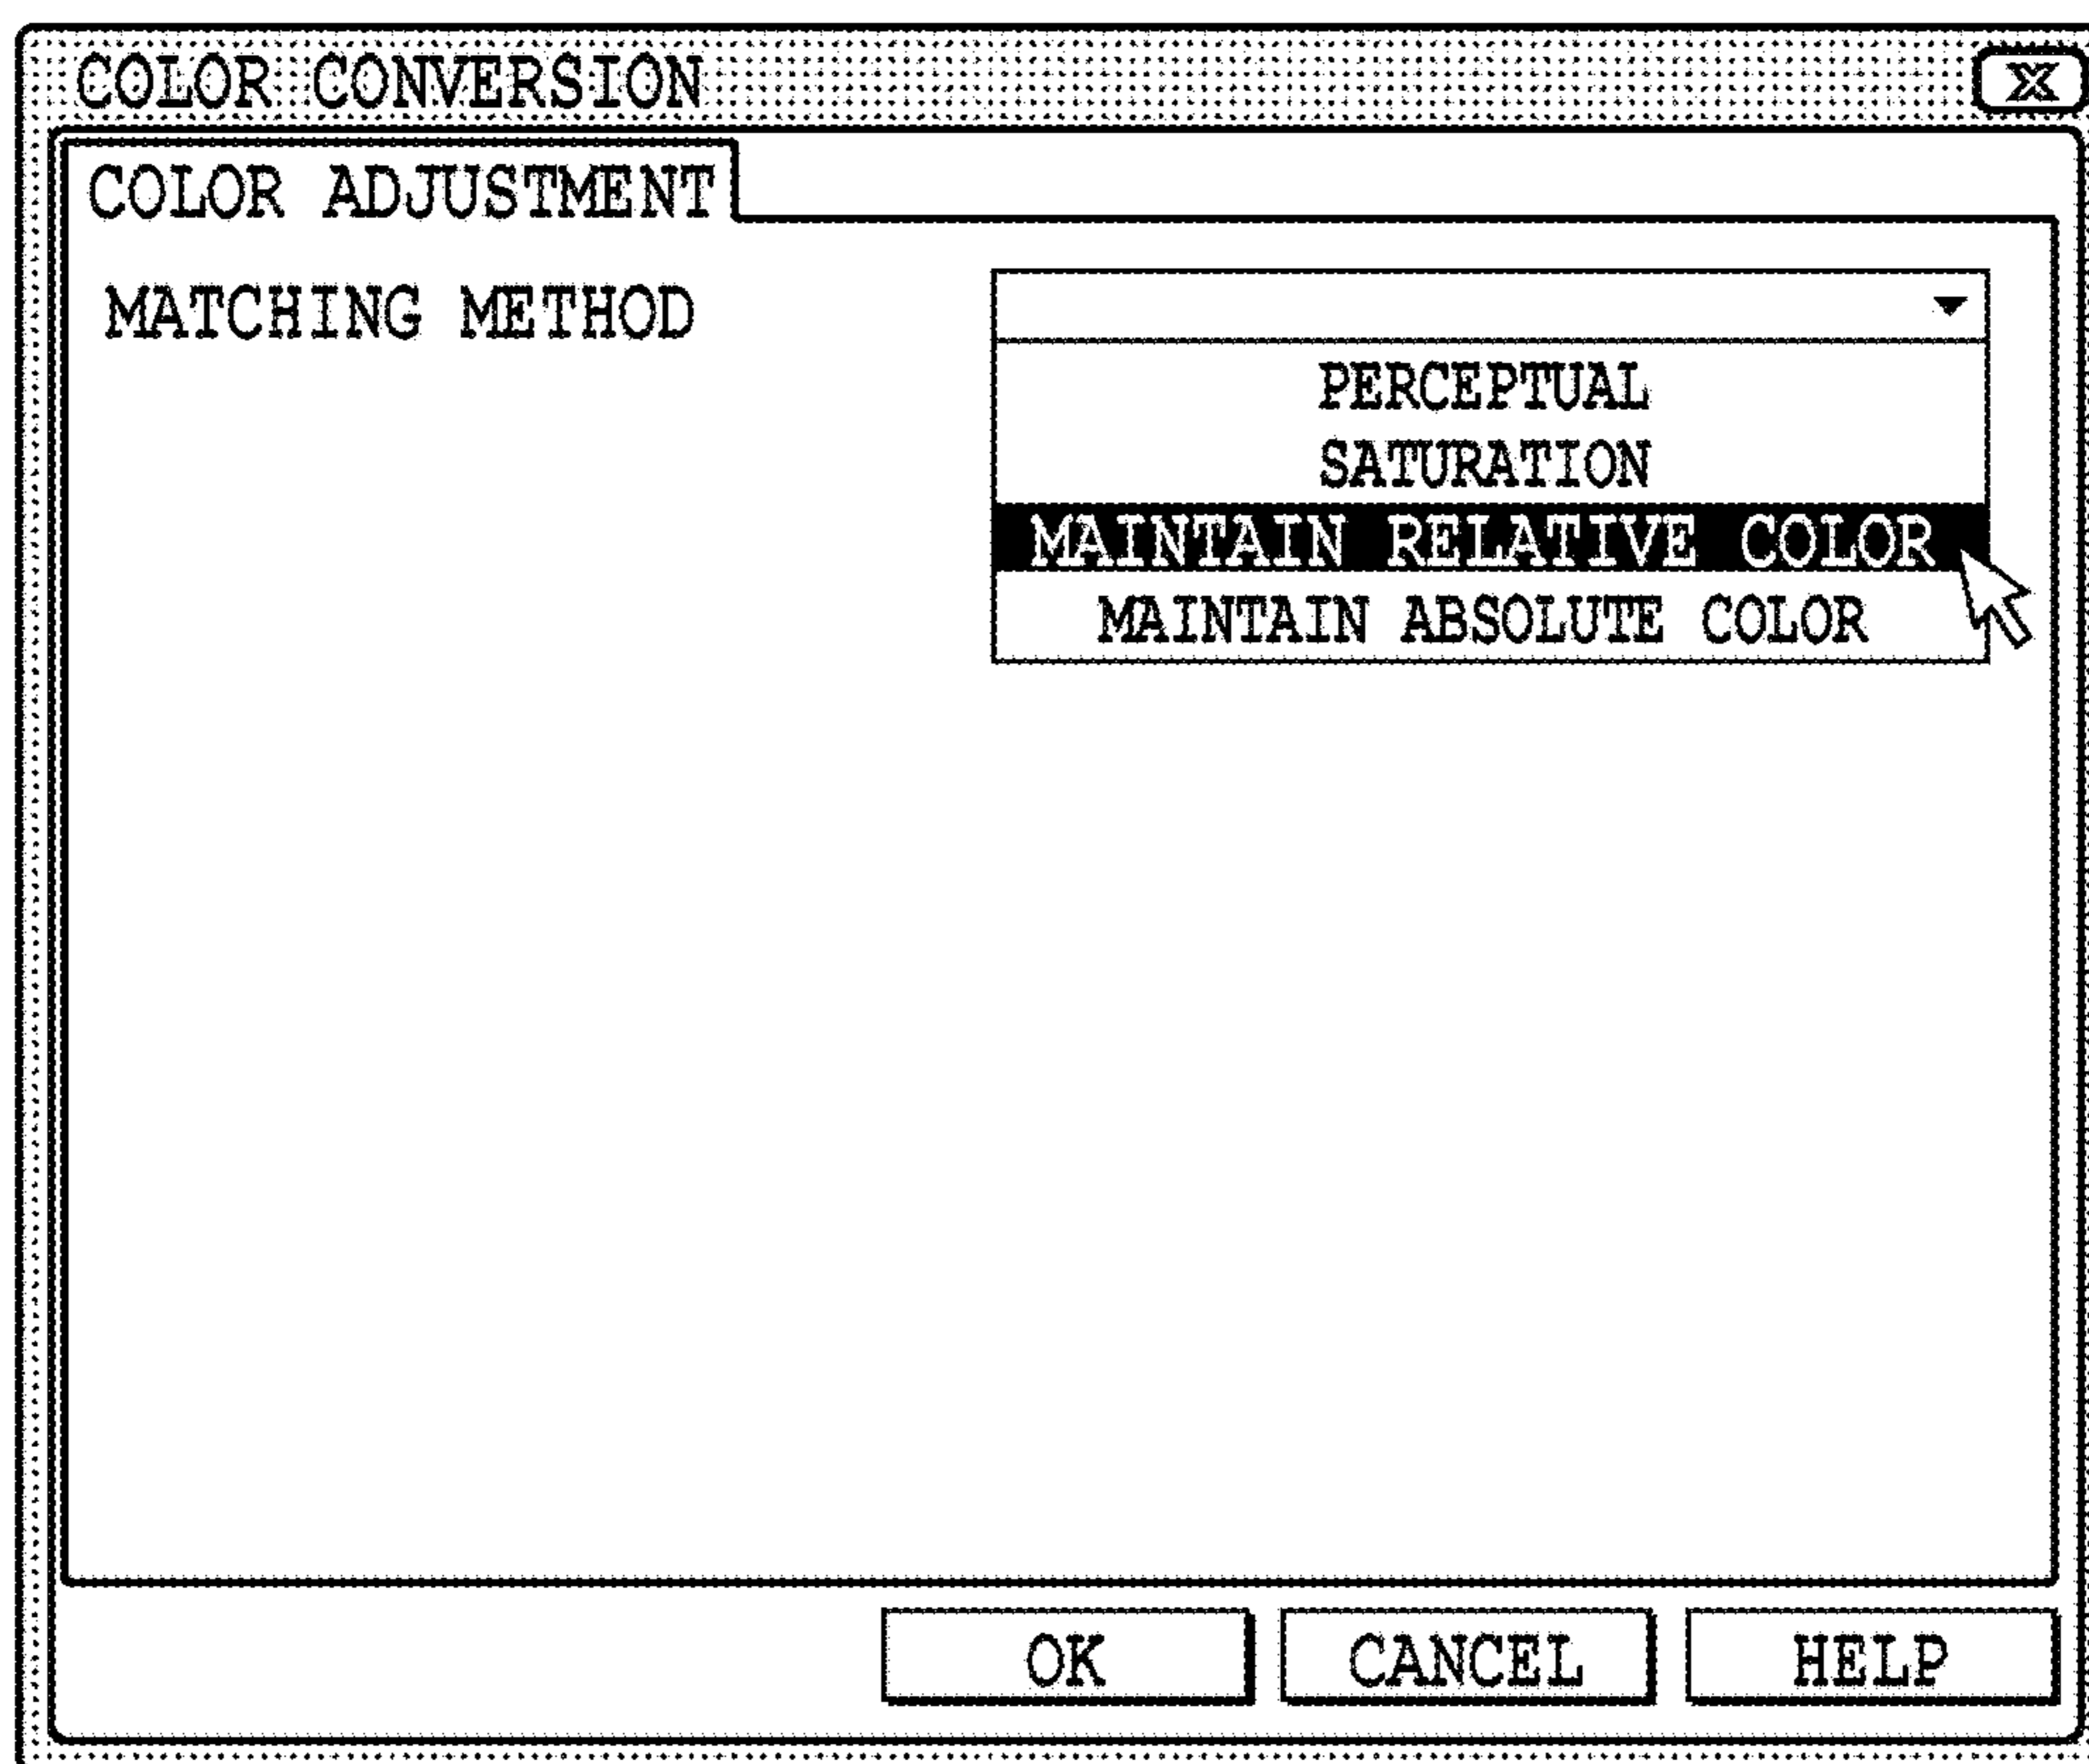 COLOR CONVERSION X
COLOR ADJUSTMENT
MATCHING METHOD
PERCEPTUAL
SATURATION
MAINTAIN RELATIVE COLOR
MAINTAIN ABSOLUTE COLOR
OK CANCEL HELP